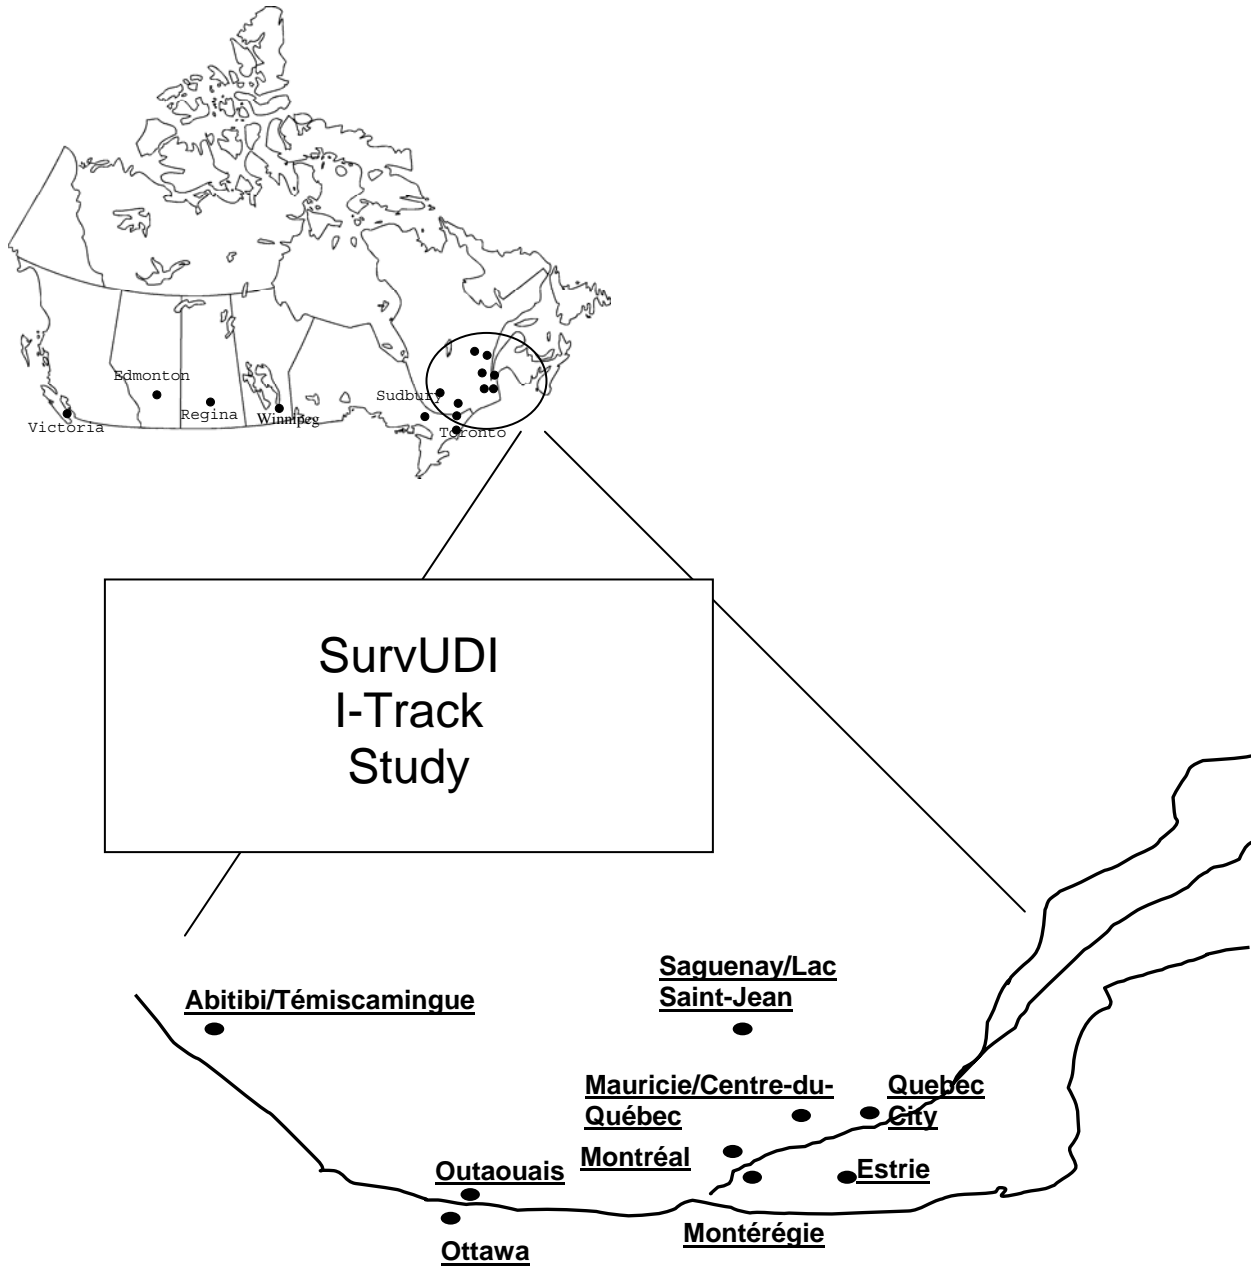 Edmonton
Sudbury
Regina
Winnipeg
Victoria
Toronto
SurvUDI
I-Track
Study
Saguenay/Lac
Saint-Jean
Abitibi/Témiscamingue
Mauricie/Centre-du-
Québec
Quebec
City
Montréal
Outaouais
Estrie
Montérégie
Ottawa